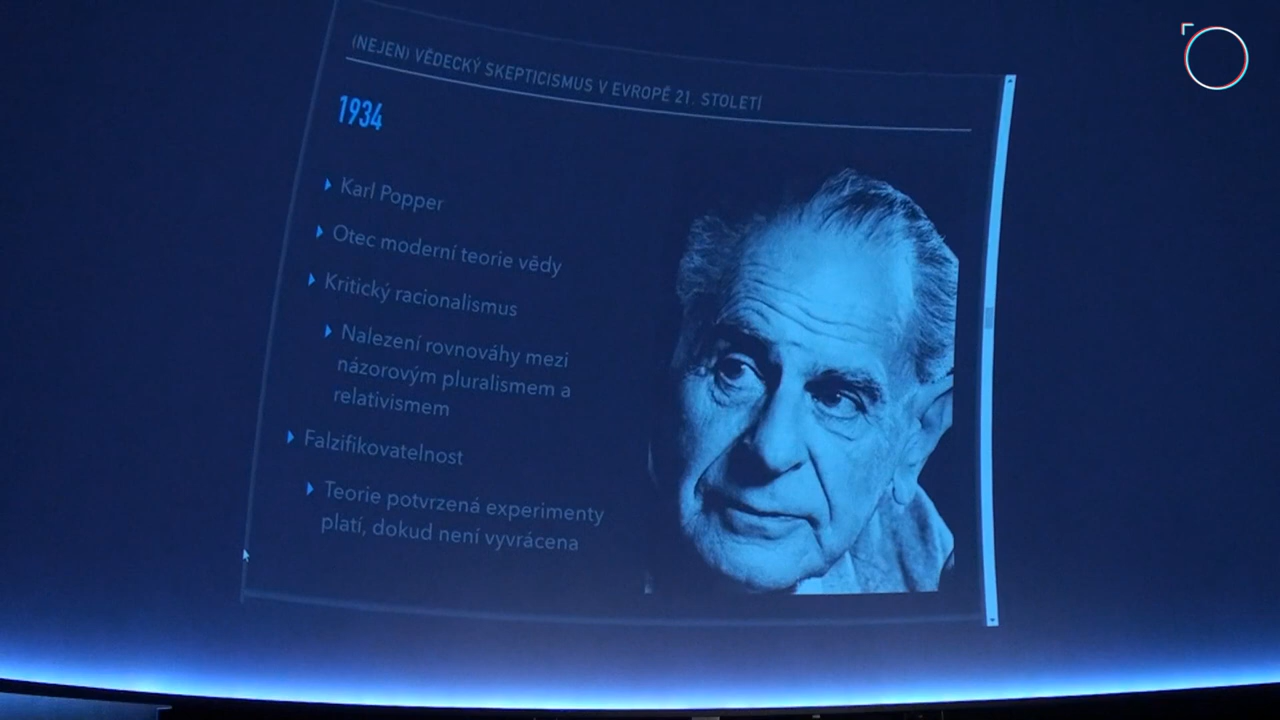 (NEJEN) VĚDECKÝ SKEPTICISMUS V EVROPĚ 21. STOLETÍ
1934
Karl Popper
Otec moderní teorie vědy
Kritický racionalismus
Nalezení rovnováhy mezi
názorovým pluralismem a
relativismem
Falzifikovatelnost
Teorie potvrzená experimenty
platí, dokud není vyvrácena